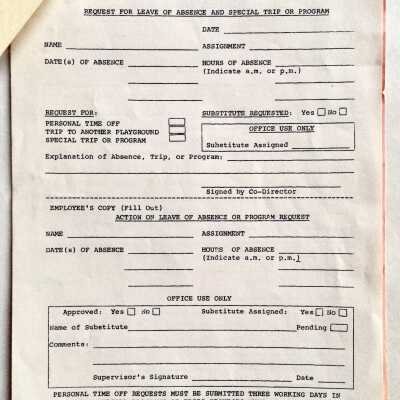 REQUEST FOR LEAVE OF ABSENCE AND SPECIAL TRIP OR PROGRAM
DATE
NAME ASSIGNMENT
DATE(s) OF ABSENCE HOURS OF ABSENCE
(Indicate a.m. or p.m.)
REQUEST FOR: SUBSTITUTE REQUESTED: Yes No
PERSONAL TIME OFF
TRIP TO ANOTHER PLAYGROUND
SPECIAL TRIP OR PROGRAM
OFFICE USE ONLY
Substitute Assigned
Explanation of Absence, Trip, or Program:
Signed by Co-Director
EMPLOYEE'S COPY (Fill Out)
ACTION ON LEAVE OF ABSENCE OR PROGRAM REQUEST
NAME ASSIGNMENT
DATE(s) OF ABSENCE HOURS OF ABSENCE
(Indicate a.m. or p.m.)
OFFICE USE ONLY
Approved: Yes No Substitute Assigned: Yes No
Name of Substitute Pending
Comments:
Supervisor's Signature Date
PERSONAL TIME OFF REQUESTS MUST BE SUBMITTED THREE WORKING DAYS IN